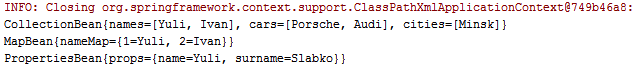 INFO: Closing org.springframework.context.support.ClassPathXmlApplicationContext@749b46a8:
CollectionBean{names=[Yuli, Ivan], cars=[Porsche, Audi], cities=[Minsk]}
MapBean{nameMap={1=Yuli, 2=Ivan}}
PropertiesBean{props={name=Yuli, surname=Slabko}}